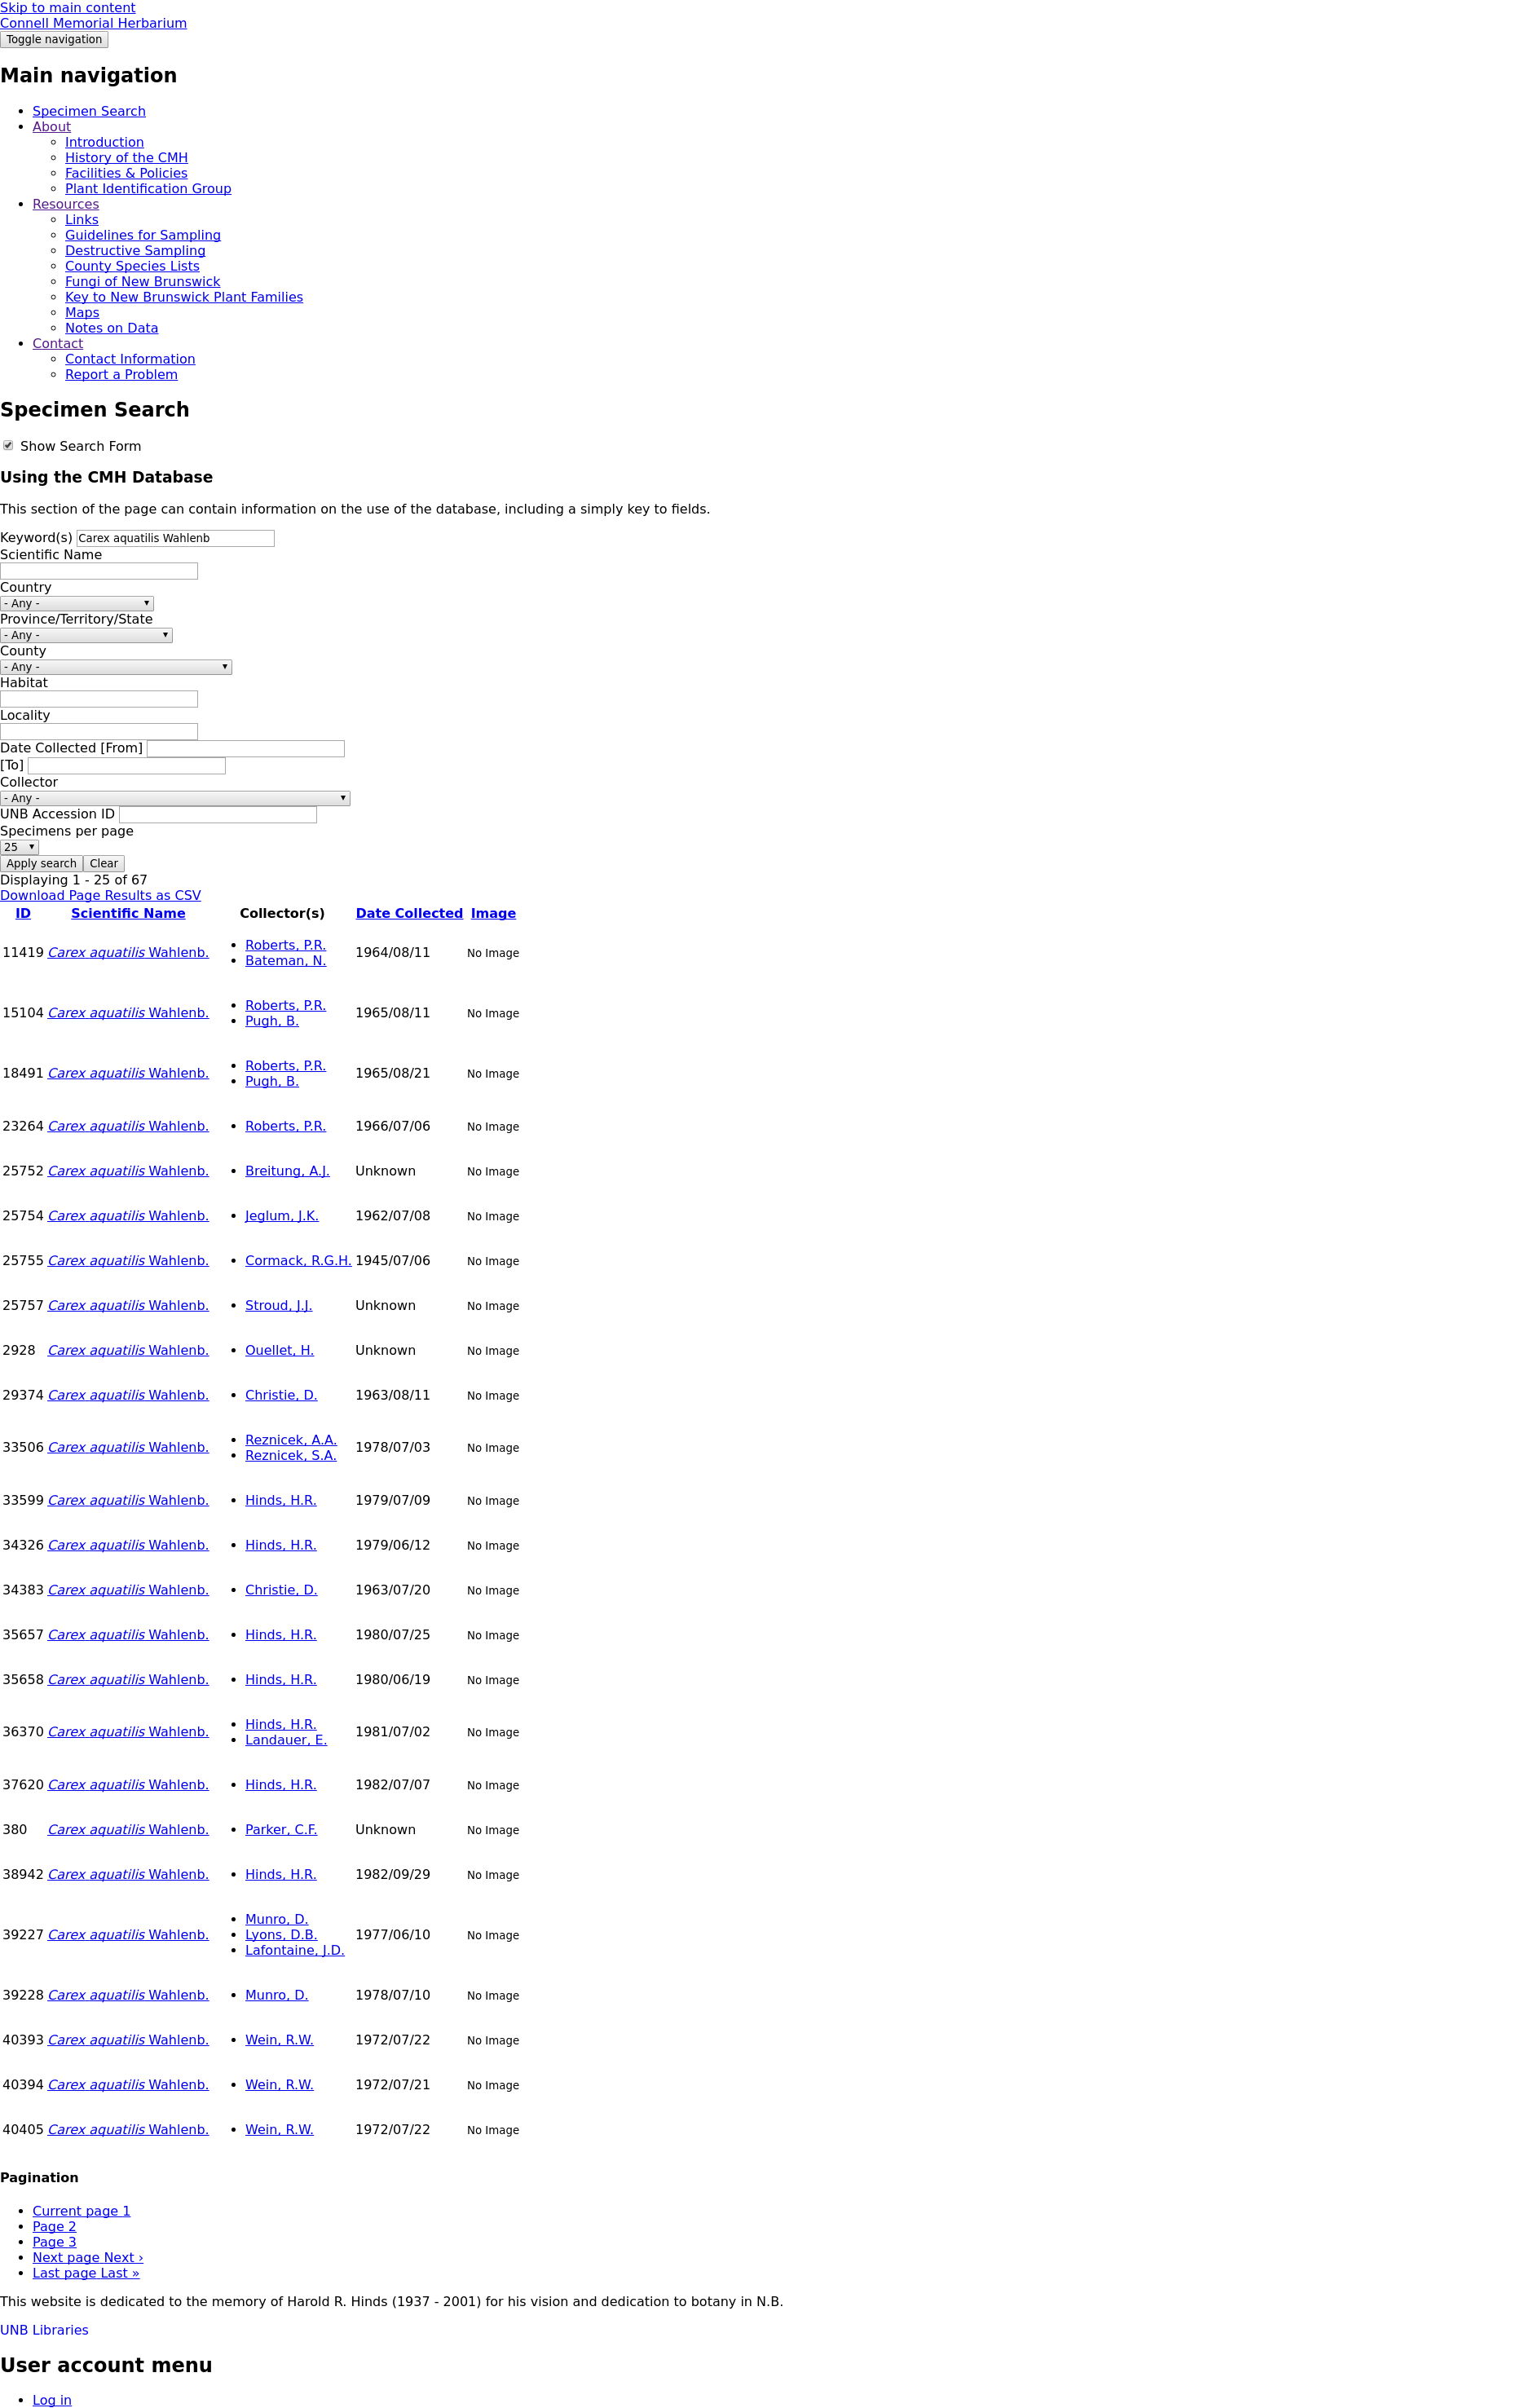 Skip to main content
Connell Memorial Herbarium
Toggle navigation
Main navigation
Specimen Search
About
Introduction
History of the CMH
Facilities & Policies
Plant Identification Group
Resources
Links
Guidelines for Sampling
Destructive Sampling
County Species Lists
Fungi of New Brunswick
Key to New Brunswick Plant Families
Maps
Notes on Data
Contact
Contact Information
Report a Problem
Specimen Search
Show Search Form
Using the CMH Database
This section of the page can contain information on the use of the database, including a simply key to fields.
Keyword(s) Carex aquatilis Wahlenb
Scientific Name
Country
- Any -
Province/Territory/State
- Any -
County
- Any -
Habitat
Locality
Date Collected [From]
[To]
Collector
- Any -
UNB Accession ID
Specimens per page
25
Apply search Clear
Displaying 1 - 25 of 67
Download Page Results as CSV
ID Scientific Name Collector(s) Date Collected Image
11419 Carex aquatilis Wahlenb. Roberts, P.R. Bateman, N. 1964/08/11 No Image
15104 Carex aquatilis Wahlenb. Roberts, P.R. Pugh, B. 1965/08/11 No Image
18491 Carex aquatilis Wahlenb. Roberts, P.R. Pugh, B. 1965/08/21 No Image
23264 Carex aquatilis Wahlenb. Roberts, P.R. 1966/07/06 No Image
25752 Carex aquatilis Wahlenb. Breitung, A.J. Unknown No Image
25754 Carex aquatilis Wahlenb. Jeglum, J.K. 1962/07/08 No Image
25755 Carex aquatilis Wahlenb. Cormack, R.G.H. 1945/07/06 No Image
25757 Carex aquatilis Wahlenb. Stroud, J.J. Unknown No Image
2928 Carex aquatilis Wahlenb. Ouellet, H. Unknown No Image
29374 Carex aquatilis Wahlenb. Christie, D. 1963/08/11 No Image
33506 Carex aquatilis Wahlenb. Reznicek, A.A. Reznicek, S.A. 1978/07/03 No Image
33599 Carex aquatilis Wahlenb. Hinds, H.R. 1979/07/09 No Image
34326 Carex aquatilis Wahlenb. Hinds, H.R. 1979/06/12 No Image
34383 Carex aquatilis Wahlenb. Christie, D. 1963/07/20 No Image
35657 Carex aquatilis Wahlenb. Hinds, H.R. 1980/07/25 No Image
35658 Carex aquatilis Wahlenb. Hinds, H.R. 1980/06/19 No Image
36370 Carex aquatilis Wahlenb. Hinds, H.R. Landauer, E. 1981/07/02 No Image
37620 Carex aquatilis Wahlenb. Hinds, H.R. 1982/07/07 No Image
380 Carex aquatilis Wahlenb. Parker, C.F. Unknown No Image
38942 Carex aquatilis Wahlenb. Hinds, H.R. 1982/09/29 No Image
39227 Carex aquatilis Wahlenb. Munro, D. Lyons, D.B. Lafontaine, J.D. 1977/06/10 No Image
39228 Carex aquatilis Wahlenb. Munro, D. 1978/07/10 No Image
40393 Carex aquatilis Wahlenb. Wein, R.W. 1972/07/22 No Image
40394 Carex aquatilis Wahlenb. Wein, R.W. 1972/07/21 No Image
40405 Carex aquatilis Wahlenb. Wein, R.W. 1972/07/22 No Image
Pagination
Current page 1
Page 2
Page 3
Next page Next ›
Last page Last »
This website is dedicated to the memory of Harold R. Hinds (1937 - 2001) for his vision and dedication to botany in N.B.
UNB Libraries
User account menu
Log in